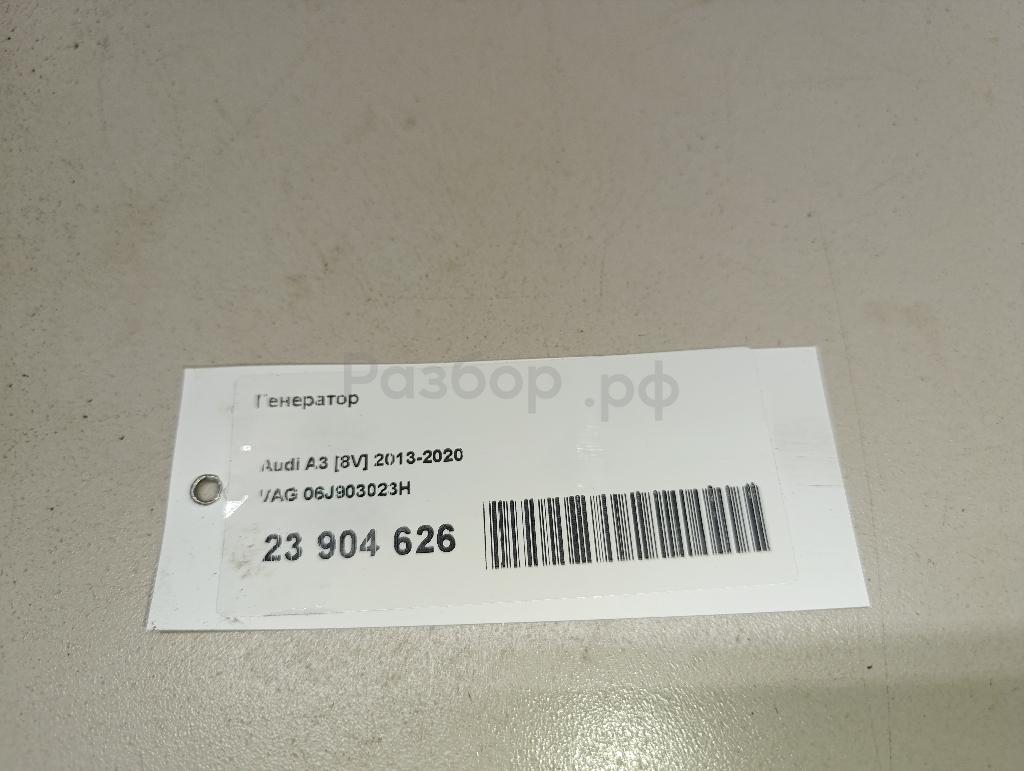 Разбор.рф
Генератор
Audi A3 [8V] 2013-2020
VAG 06J903023H
23 904 626